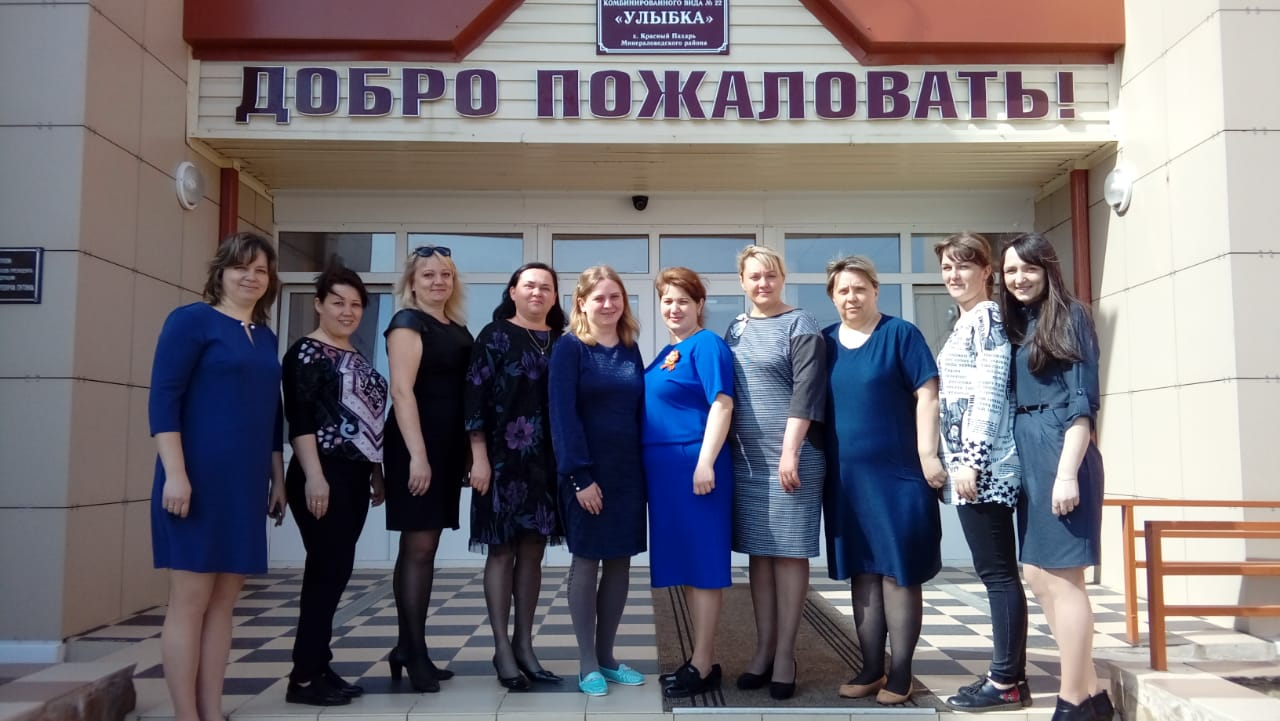 КОМБИНИРОВАННОГО ВИДА № 22
«УЛЫБКА»
х. Красный Пахарь
Минераловодского района
ДОБРО ПОЖАЛОВАТЬ!